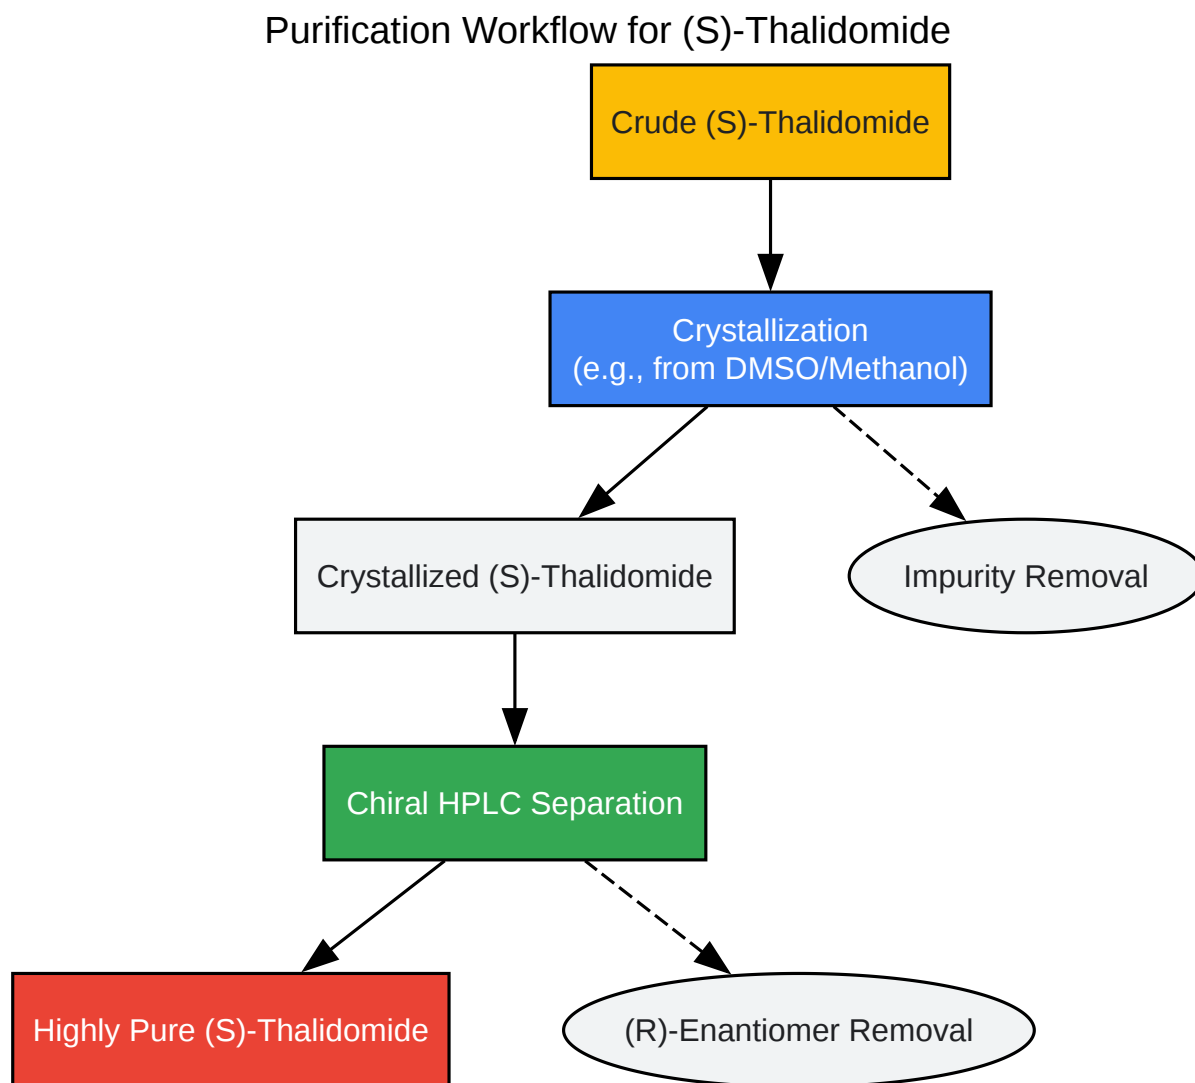 Purification Workflow for (S)-Thalidomide
Crude (S)-Thalidomide
Crystallization
(e.g., from DMSO/Methanol)
Crystallized (S)-Thalidomide
Impurity Removal
Chiral HPLC Separation
Highly Pure (S)-Thalidomide
(R)-Enantiomer Removal